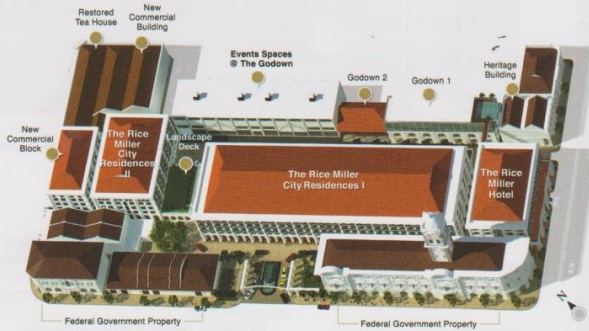 Restored
Tea House
New
Commercial
Building
Events Spaces
@ The Godown
Godown 2
Godown 1
Heritage
Building
New
Commercial
Block
The Rice
Miller
City
Residences
II
Landscape
Deck
The Rice Miller
City Residences I
The Rice
Miller
Hotel
Federal Government Property
Federal Government Property
N